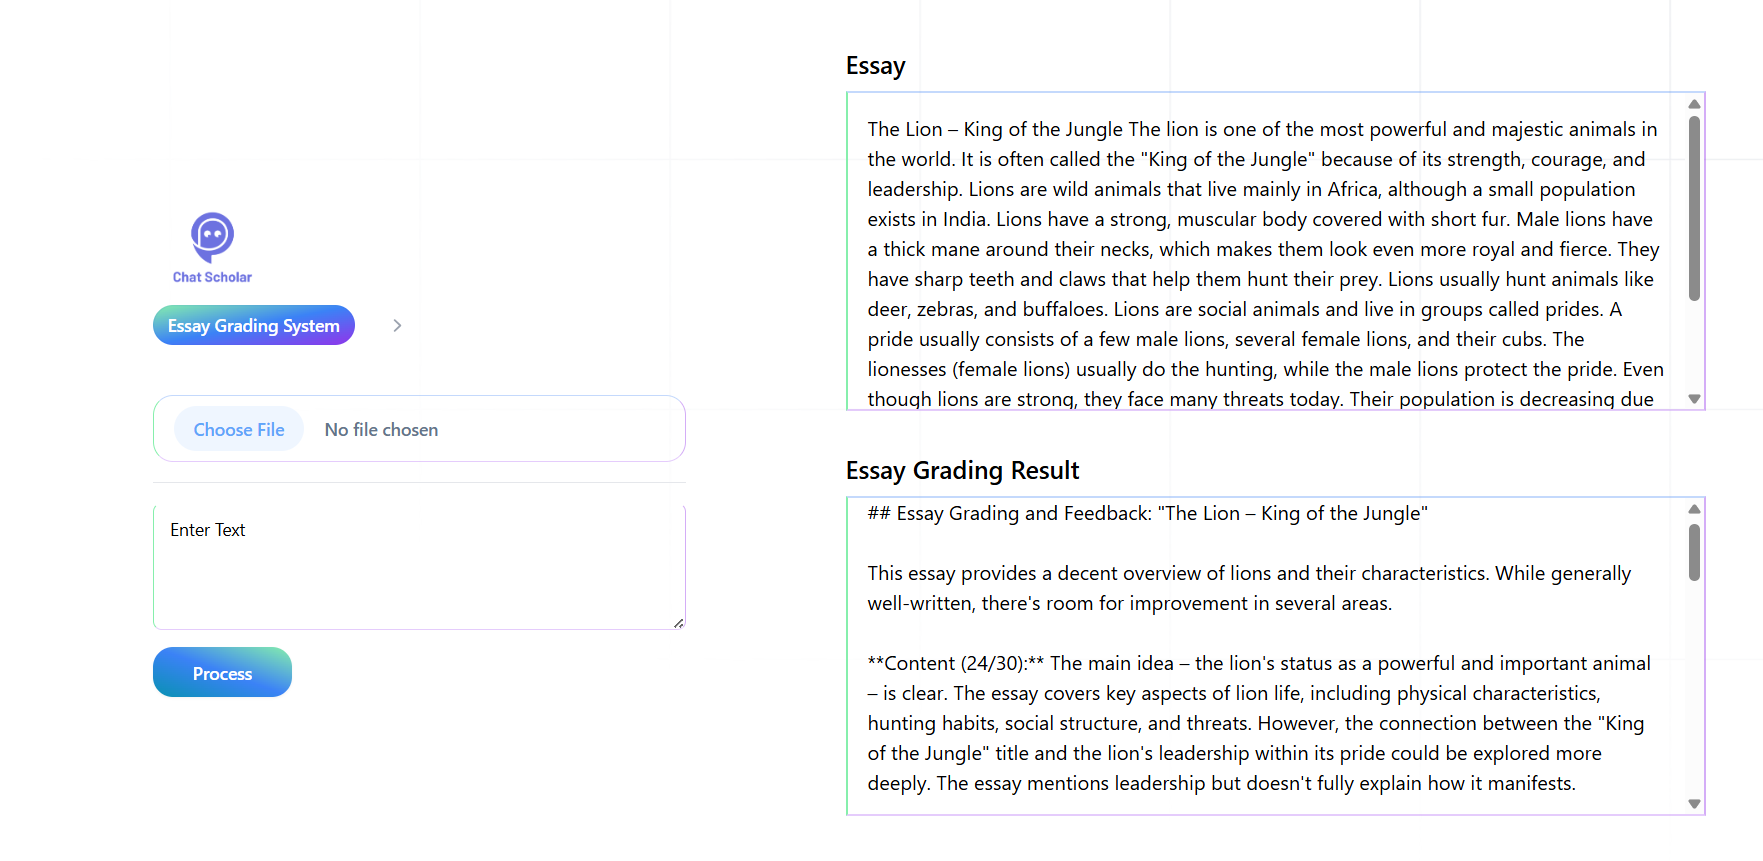 Chat Scholar
Essay Grading System
Choose File No file chosen
Enter Text
Process
Essay
The Lion – King of the Jungle The lion is one of the most powerful and majestic animals in
the world. It is often called the "King of the Jungle" because of its strength, courage, and
leadership. Lions are wild animals that live mainly in Africa, although a small population
exists in India. Lions have a strong, muscular body covered with short fur. Male lions have
a thick mane around their necks, which makes them look even more royal and fierce. They
have sharp teeth and claws that help them hunt their prey. Lions usually hunt animals like
deer, zebras, and buffaloes. Lions are social animals and live in groups called prides. A
pride usually consists of a few male lions, several female lions, and their cubs. The
lionesses (female lions) usually do the hunting, while the male lions protect the pride. Even
though lions are strong, they face many threats today. Their population is decreasing due
Essay Grading Result
## Essay Grading and Feedback: "The Lion – King of the Jungle"
This essay provides a decent overview of lions and their characteristics. While generally
well-written, there's room for improvement in several areas.
**Content (24/30):** The main idea – the lion's status as a powerful and important animal
– is clear. The essay covers key aspects of lion life, including physical characteristics,
hunting habits, social structure, and threats. However, the connection between the "King
of the Jungle" title and the lion's leadership within its pride could be explored more
deeply. The essay mentions leadership but doesn't fully explain how it manifests.